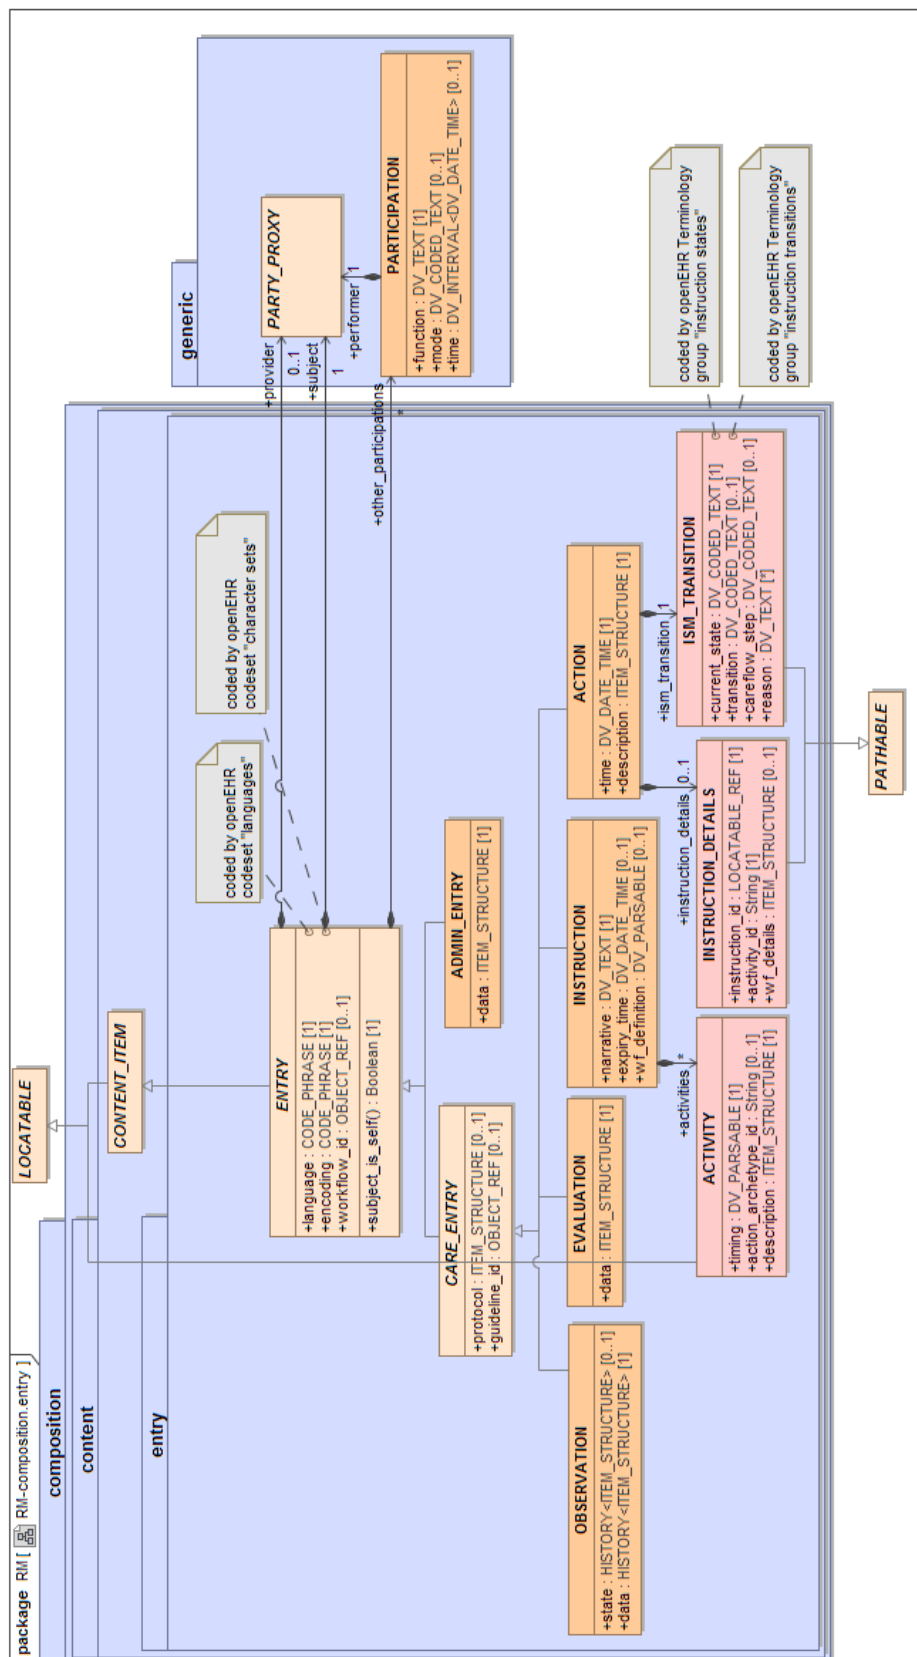 package RM [ RM-composition.entry ]
composition
content
entry
LOCATABLE
CONTENT_ITEM
generic
PARTY_PROXY
+provider
0..1
+subject
1
+performer 1
PARTICIPATION
+function : DV_TEXT [1]
+mode : DV_CODED_TEXT [0..1]
+time : DV_INTERVAL<DV_DATE_TIME> [0..1]
+other_participations
*
coded by openEHR
codeset "languages"
coded by openEHR
codeset "character sets"
ENTRY
+language : CODE_PHRASE [1]
+encoding : CODE_PHRASE [1]
+workflow_id : OBJECT_REF [0..1]
+subject_is_self() : Boolean [1]
CARE_ENTRY
+protocol : ITEM_STRUCTURE [0..1]
+guideline_id : OBJECT_REF [0..1]
ADMIN_ENTRY
+data : ITEM_STRUCTURE [1]
OBSERVATION
+state : HISTORY<ITEM_STRUCTURE> [0..1]
+data : HISTORY<ITEM_STRUCTURE> [1]
EVALUATION
+data : ITEM_STRUCTURE [1]
INSTRUCTION
+narrative : DV_TEXT [1]
+expiry_time : DV_DATE_TIME [0..1]
+wf_definition : DV_PARSABLE [0..1]
ACTION
+time : DV_DATE_TIME [1]
+description : ITEM_STRUCTURE [1]
+activities *
+instruction_details 0..1
+ism_transition 1
ACTIVITY
+timing : DV_PARSABLE [1]
+action_archetype_id : String [0..1]
+description : ITEM_STRUCTURE [1]
INSTRUCTION_DETAILS
+instruction_id : LOCATABLE_REF [1]
+activity_id : String [1]
+wf_details : ITEM_STRUCTURE [0..1]
ISM_TRANSITION
+current_state : DV_CODED_TEXT [1]
+transition : DV_CODED_TEXT [0..1]
+careflow_step : DV_CODED_TEXT [0..1]
+reason : DV_TEXT [*]
coded by openEHR Terminology
group "instruction states"
coded by openEHR Terminology
group "instruction transitions"
PATHABLE